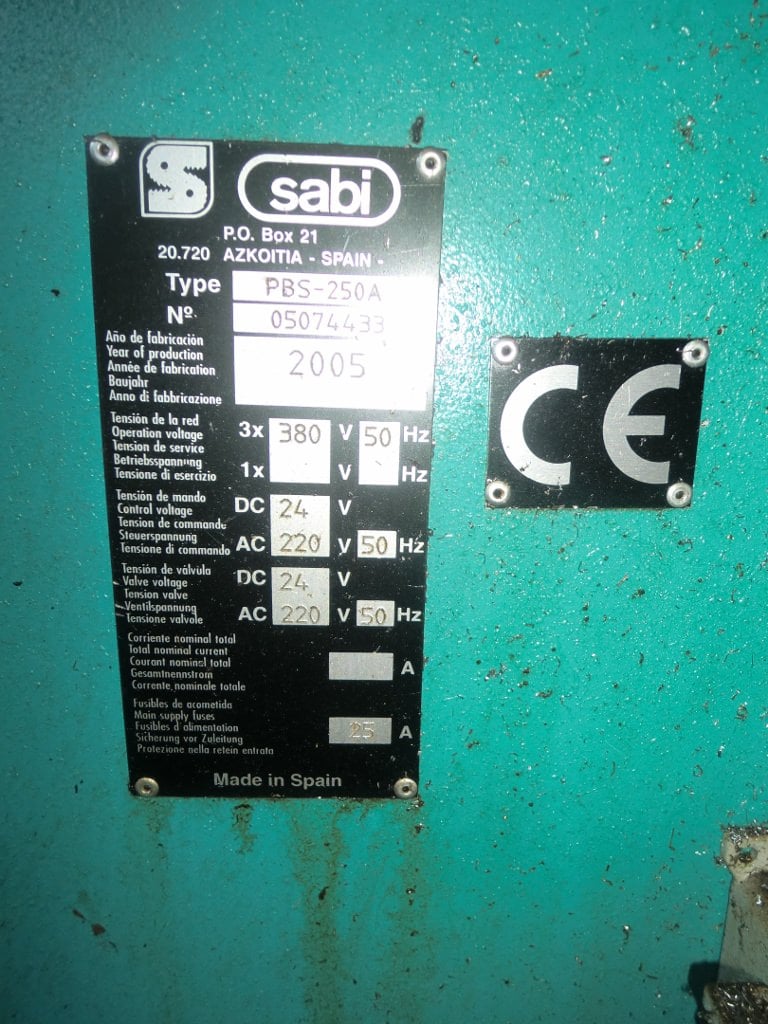 sabi
P.O. Box 21
20.720 AZKOITIA - SPAIN -
Type PBS-250A
Nº 05074433
Año de fabricación
Year of production
Année de fabrication
Baujahr
Anno di fabbricazione
2005
Tensión de la red
Operation voltage
Tension de service
Betriebsspannung
Tensione di esercizio
3x 380 V 50 Hz
1x V Hz
Tensión de mando
Control voltage
Tension de commande
Steuerspannung
Tensione di commando
DC 24 V
AC 220 V 50 Hz
Tensión de válvula
Valve voltage
Tension valve
Ventilspannung
Tensione valvole
DC 24 V
AC 220 V 50 Hz
Corriente nominal total
Total nominal current
Courant nominal total
Gesamtnennstrom
Corrente nominale totale
A
Fusibles de acometida
Main supply fuses
Fusibles d'alimentation
Sicherung vor Zuleitung
Protezione nella retein entrata
25 A
Made in Spain
CE